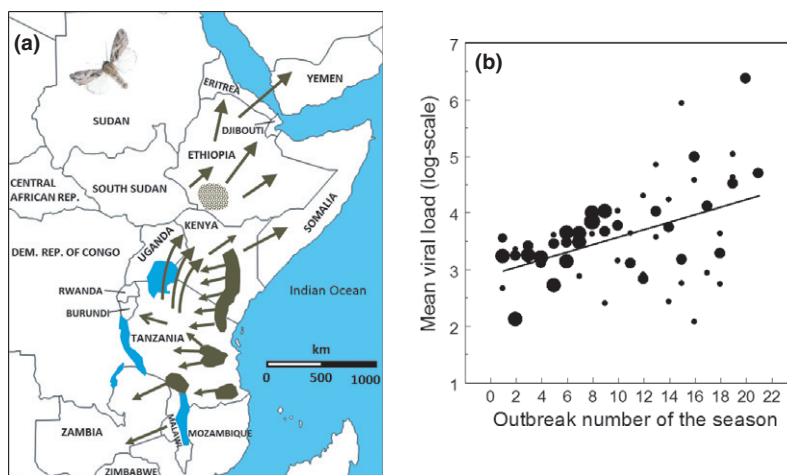 (a)
YEMEN
ERITREA
SUDAN
DJIBOUTI
ETHIOPIA
CENTRAL
AFRICAN REP.
SOUTH SUDAN
SOMALIA
KENYA
UGANDA
DEM. REP. OF CONGO
RWANDA
BURUNDI
Indian Ocean
TANZANIA
km
0 500 1000
ZAMBIA
MALAWI
MOZAMBIQUE
ZIMBABWE
(b)
Mean viral load (log-scale)
7
6
5
4
3
2
1
0 2 4 6 8 10 12 14 16 18 20 22
Outbreak number of the season